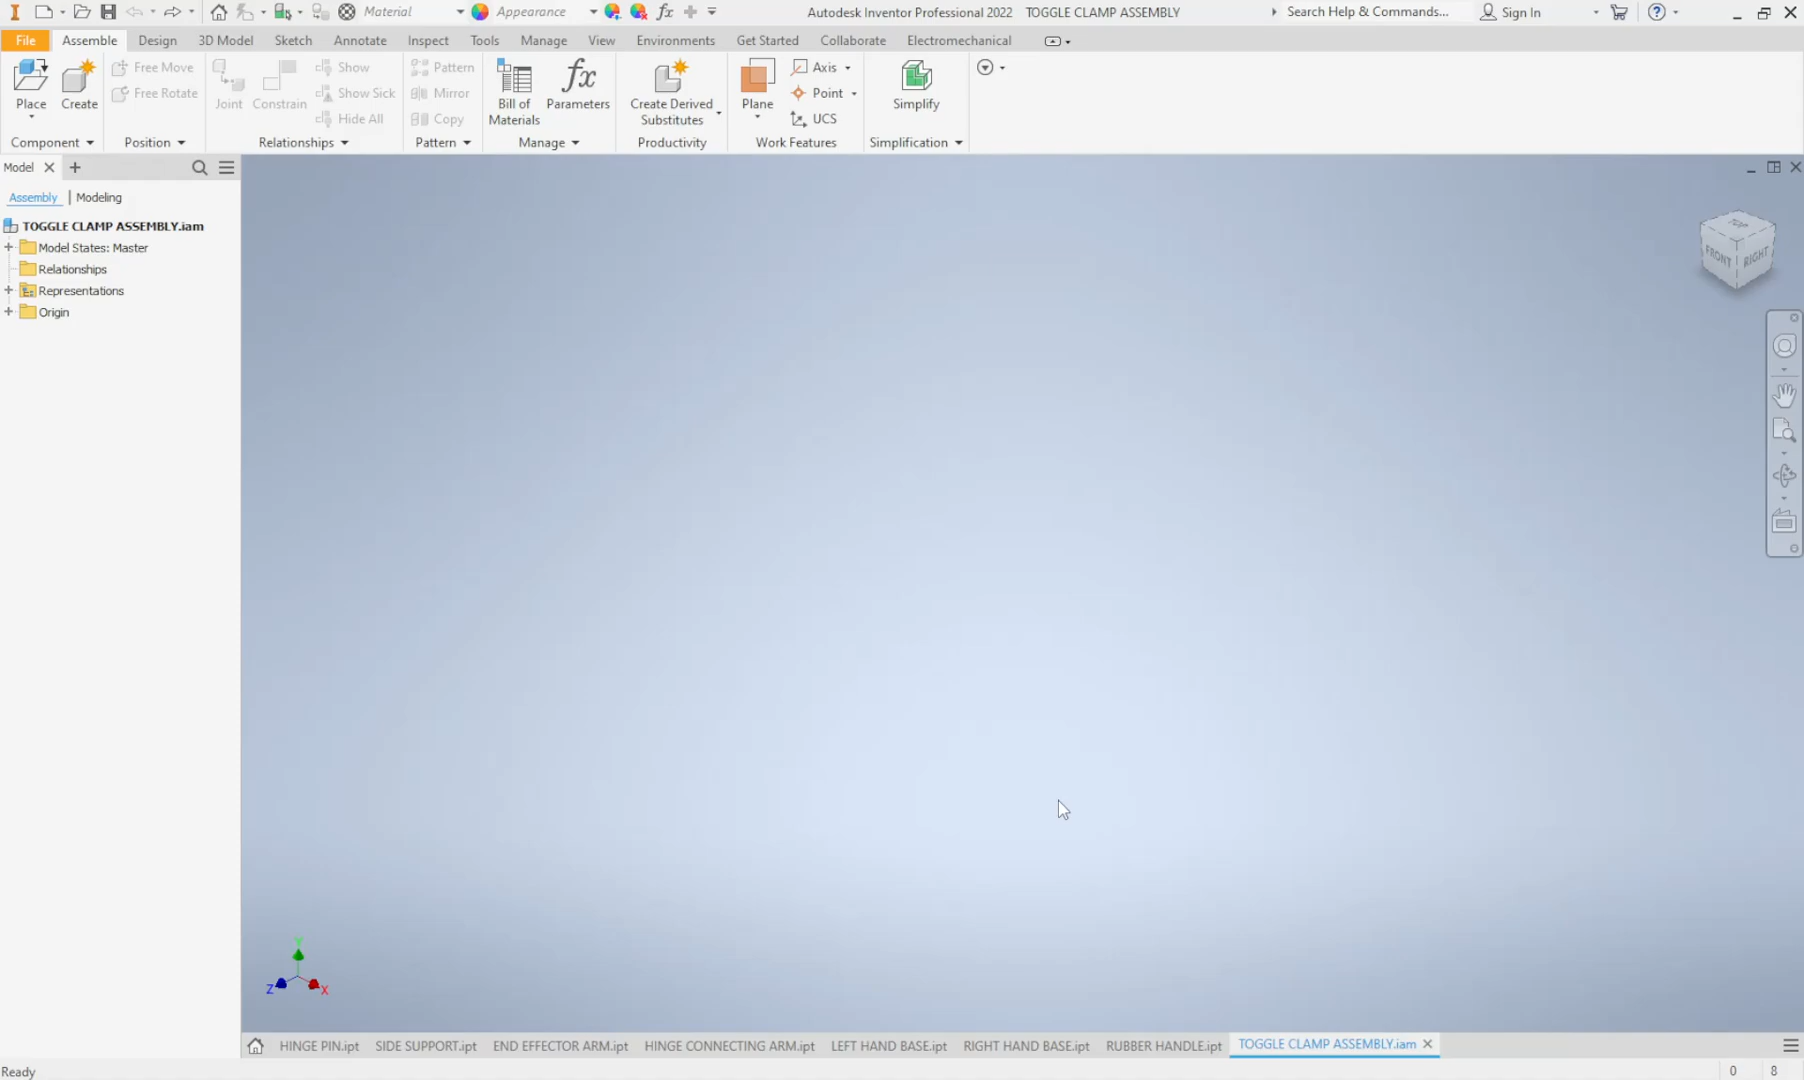 Material
Appearance
Autodesk Inventor Professional 2022 TOGGLE CLAMP ASSEMBLY
Search Help & Commands...
Sign In
File Assemble Design 3D Model Sketch Annotate Inspect Tools Manage View Environments Get Started Collaborate Electromechanical
Place
Create
Component
Free Move
Free Rotate
Position
Joint
Constrain
Show
Show Sick
Hide All
Relationships
Pattern
Mirror
Copy
Pattern
Bill of
Materials
Parameters
Manage
Create Derived
Substitutes
Productivity
Plane
Axis
Point
UCS
Work Features
Simplify
Simplification
Model
Assembly | Modeling
TOGGLE CLAMP ASSEMBLY.iam
Model States: Master
Relationships
Representations
Origin
TOP
FRONT
RIGHT
Y
Z
X
HINGE PIN.ipt SIDE SUPPORT.ipt END EFFECTOR ARM.ipt HINGE CONNECTING ARM.ipt LEFT HAND BASE.ipt RIGHT HAND BASE.ipt RUBBER HANDLE.ipt TOGGLE CLAMP ASSEMBLY.iam
Ready
0 8